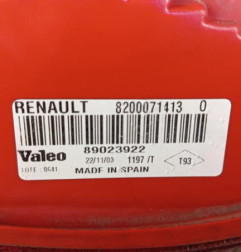 RENAULT 8200071413 0
89023922
Valeo 22/11/03 1197 /T T93
LOTE : 0641 MADE IN SPAIN